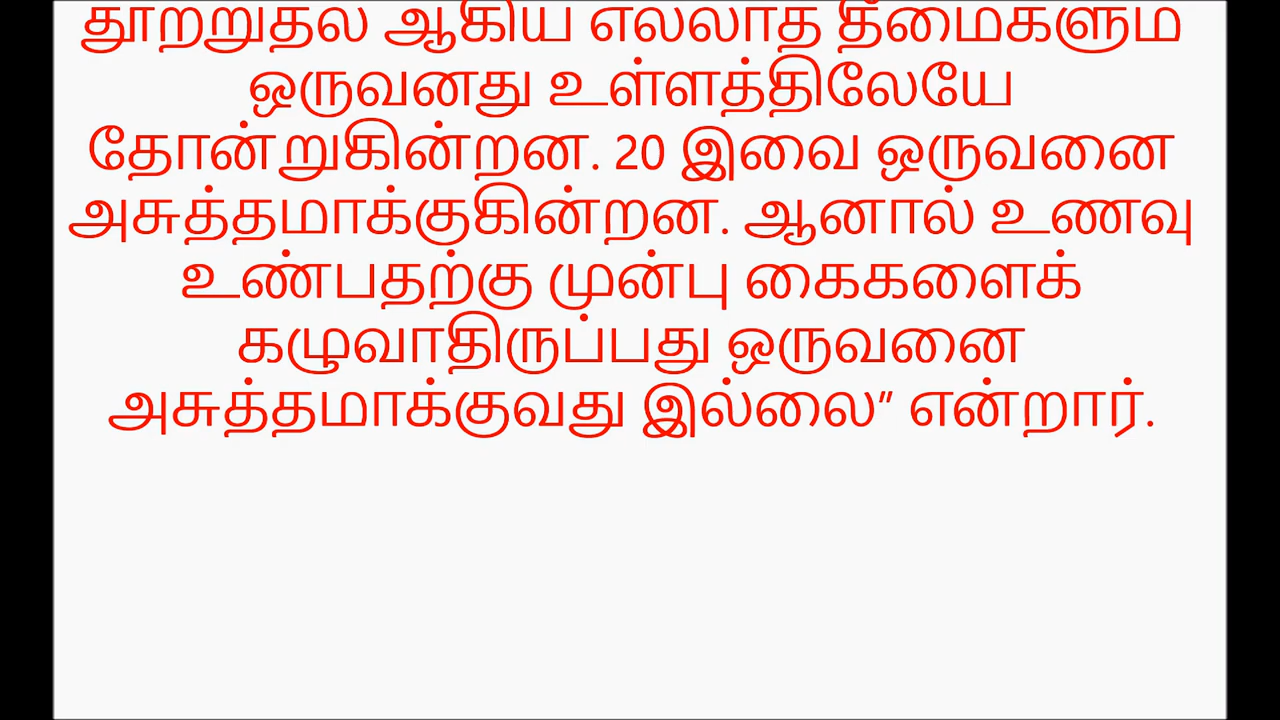 தூற்றுதல் ஆகிய எல்லாத் தீமைகளும்
ஒருவனது உள்ளத்திலேயே
தோன்றுகின்றன. 20 இவை ஒருவனை
அசுத்தமாக்குகின்றன. ஆனால் உணவு
உண்பதற்கு முன்பு கைகளைக்
கழுவாதிருப்பது ஒருவனை
அசுத்தமாக்குவது இல்லை” என்றார்.